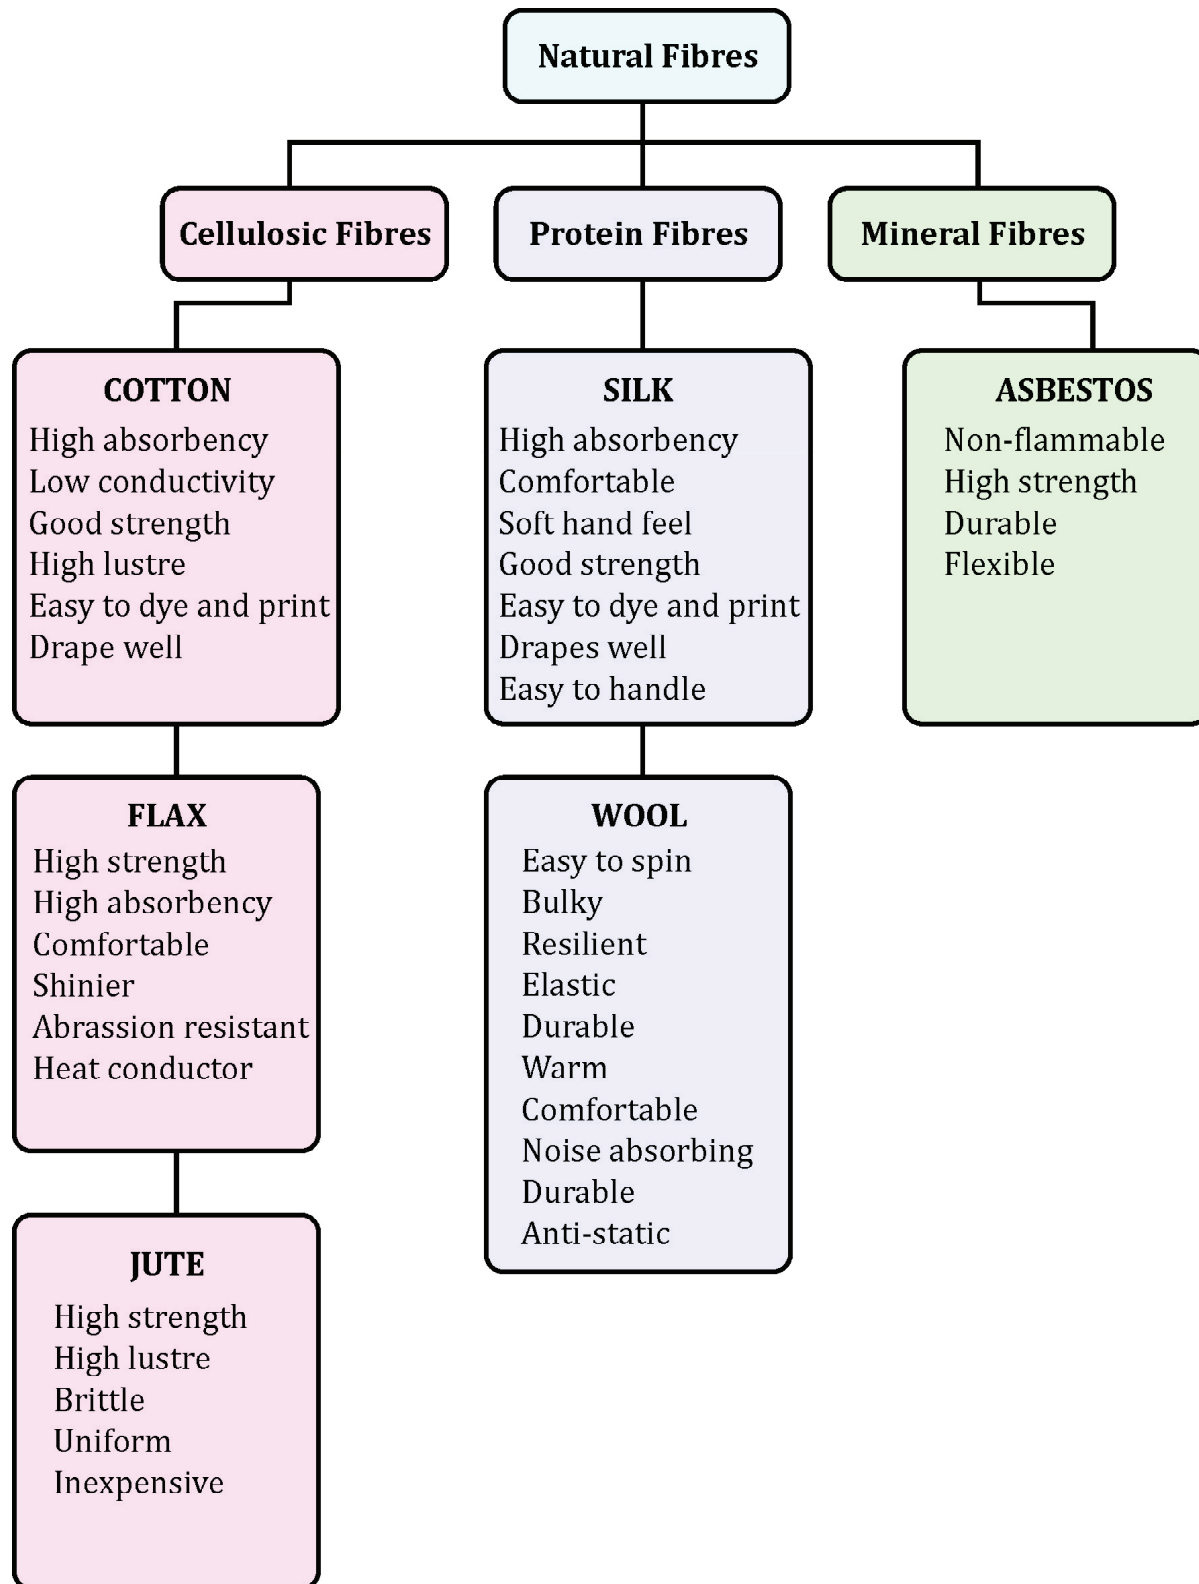 Natural Fibres
Cellulosic Fibres
Protein Fibres
Mineral Fibres
COTTON
High absorbency
Low conductivity
Good strength
High lustre
Easy to dye and print
Drape well
SILK
High absorbency
Comfortable
Soft hand feel
Good strength
Easy to dye and print
Drapes well
Easy to handle
ASBESTOS
Non-flammable
High strength
Durable
Flexible
FLAX
High strength
High absorbency
Comfortable
Shinier
Abrassion resistant
Heat conductor
WOOL
Easy to spin
Bulky
Resilient
Elastic
Durable
Warm
Comfortable
Noise absorbing
Durable
Anti-static
JUTE
High strength
High lustre
Brittle
Uniform
Inexpensive